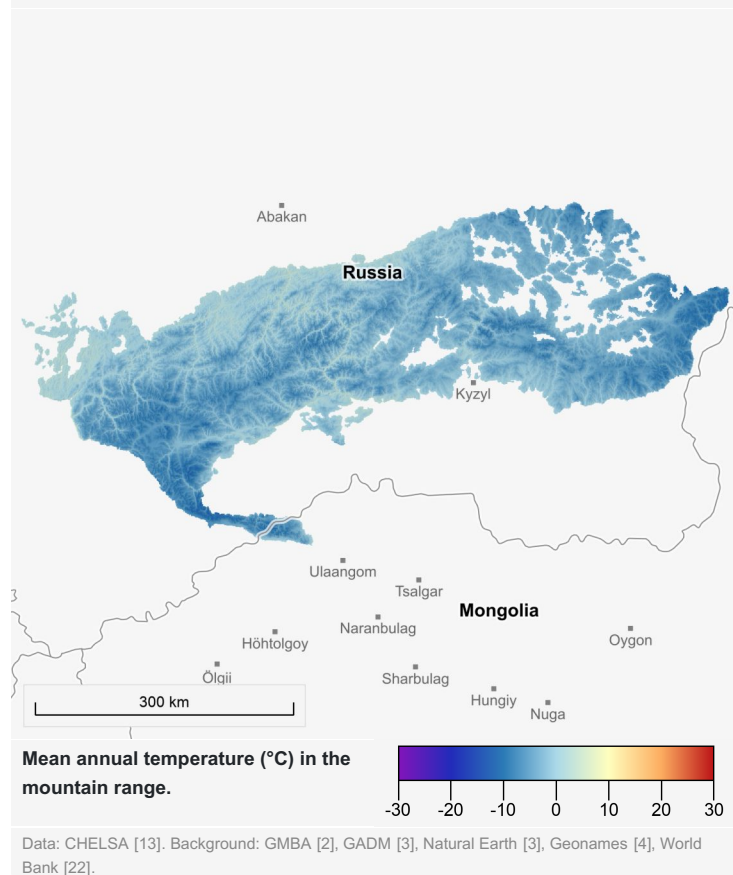 Abakan
Russia
Kyzyl
Ulaangom
Tsalgar
Mongolia
Naranbulag
Oygon
Höhtolgoy
Ölgii
Sharbulag
Hungiy
Nuga
300 km
Mean annual temperature (°C) in the
mountain range.
-30 -20 -10 0 10 20 30
Data: CHELSA [13]. Background: GMBA [2], GADM [3], Natural Earth [3], Geonames [4], World
Bank [22].